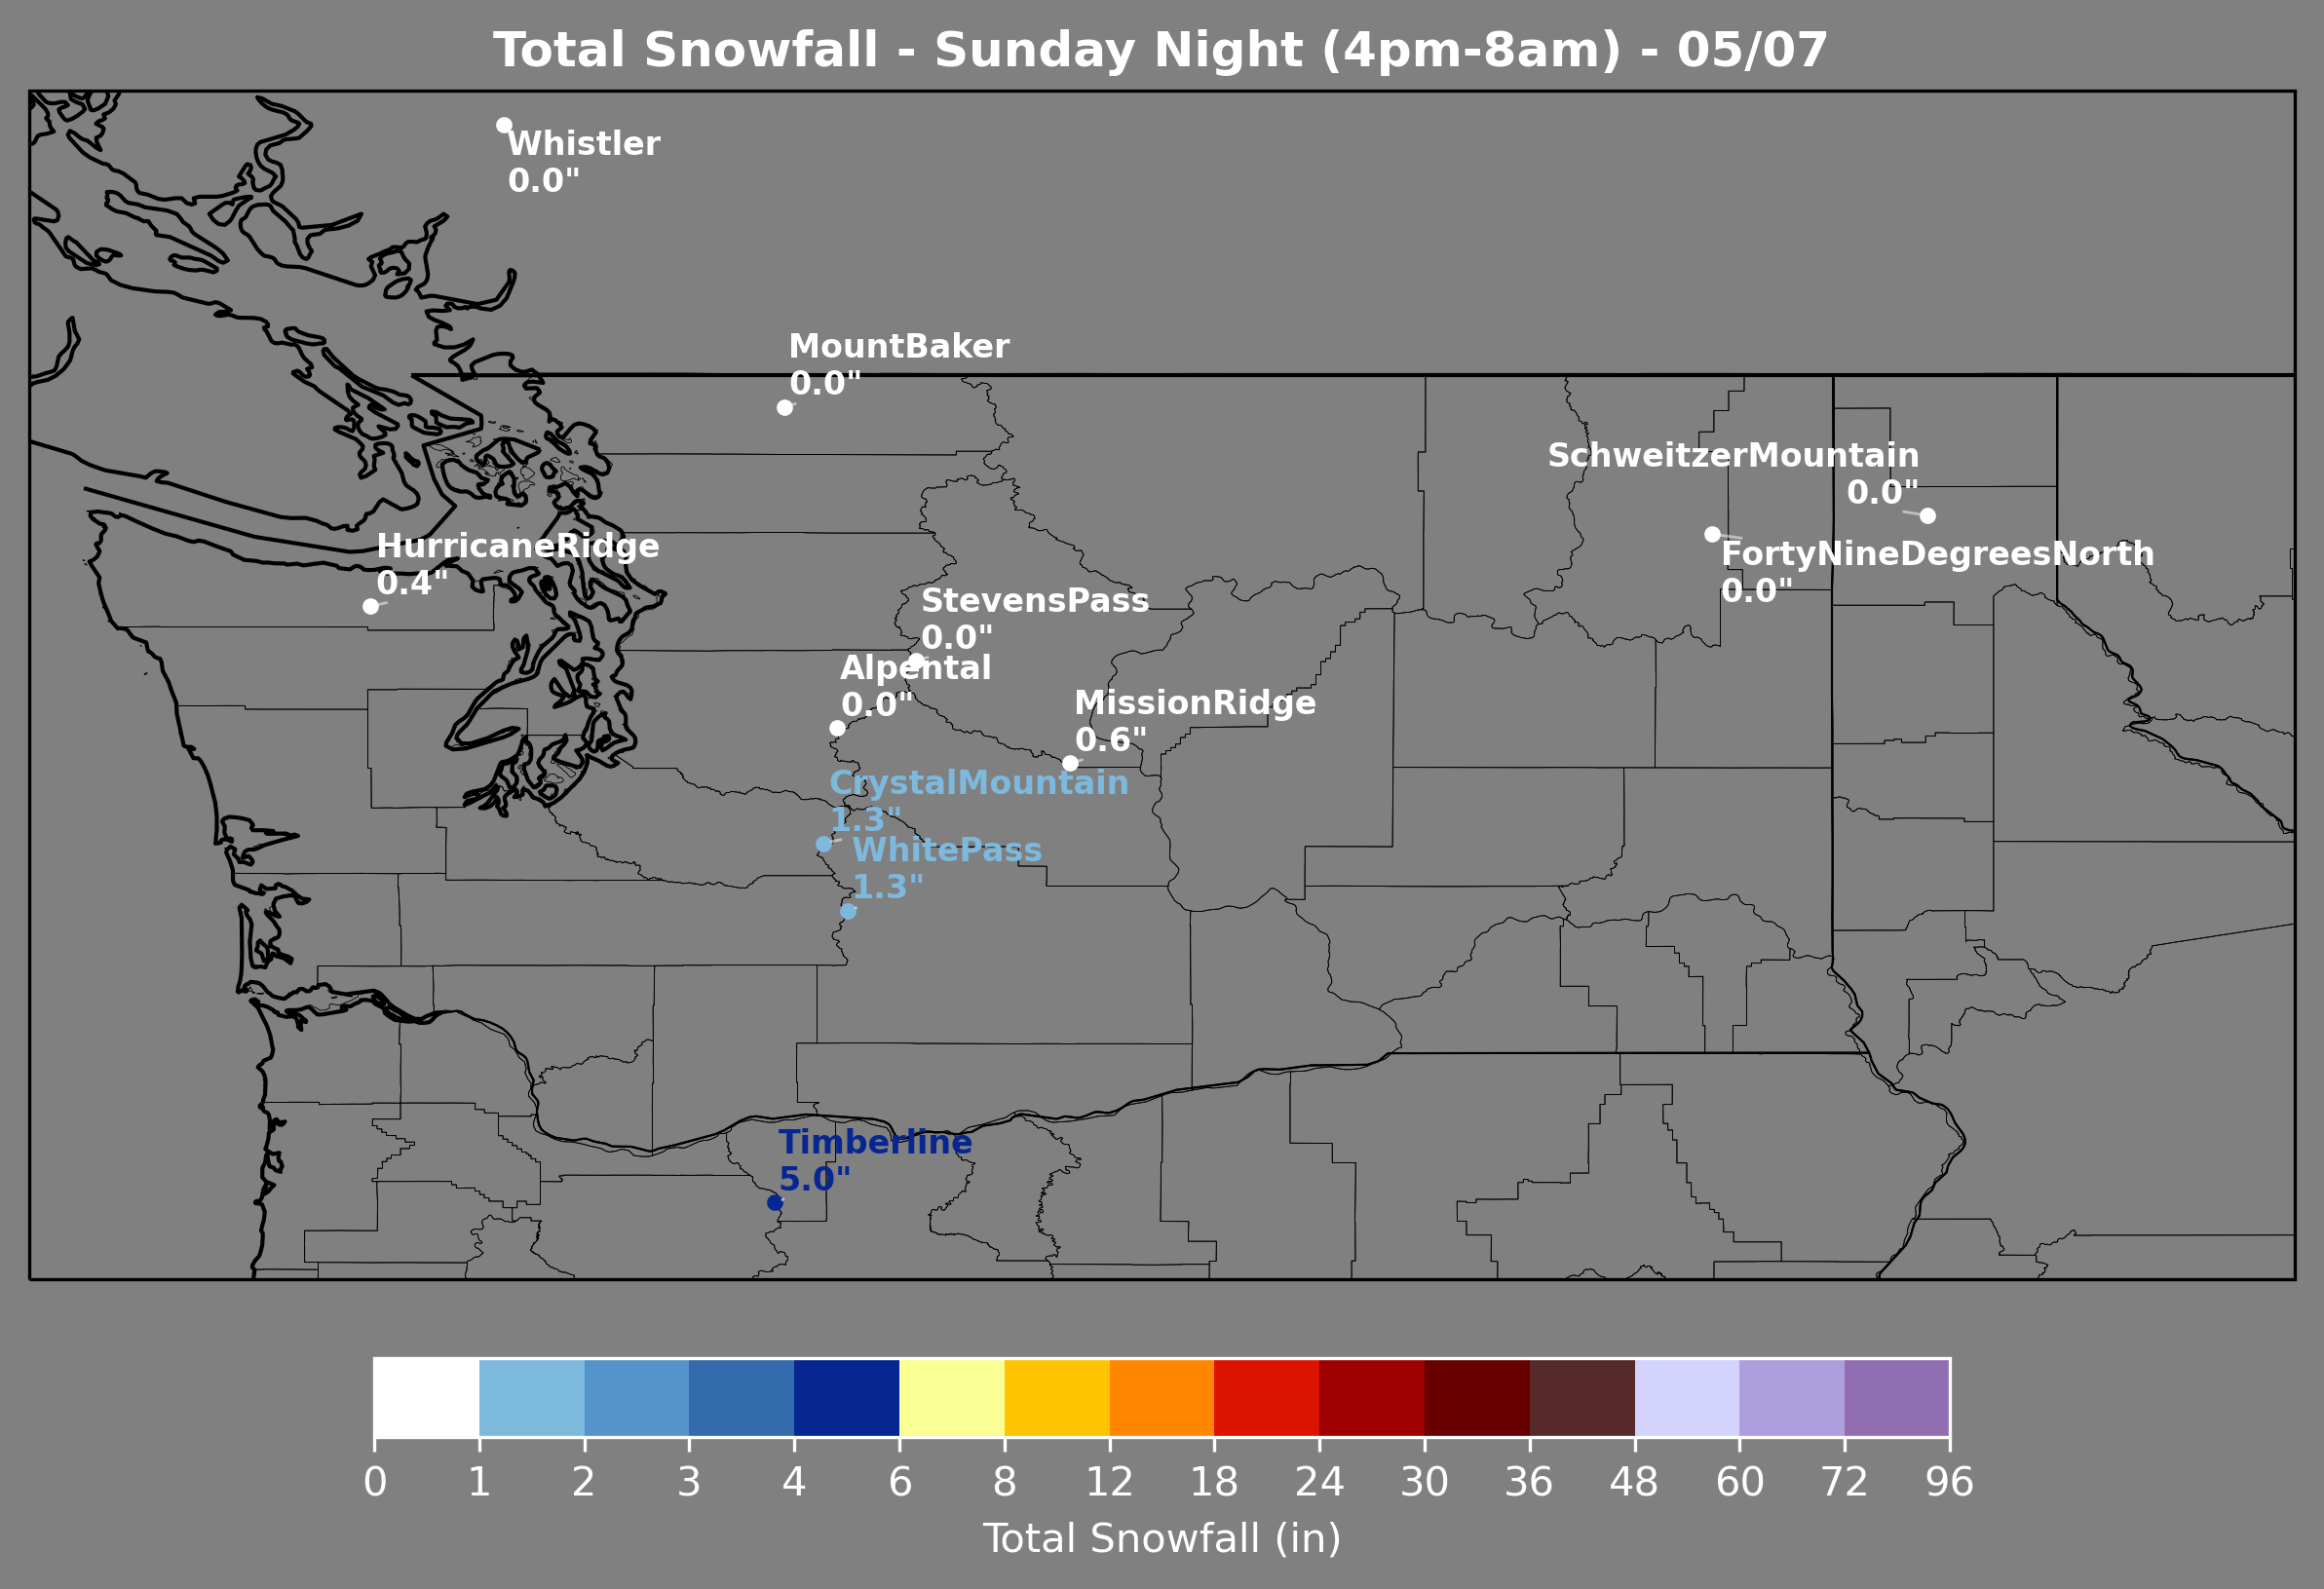 Total Snowfall - Sunday Night (4pm-8am) - 05/07
Whistler
0.0"
MountBaker
0.0"
SchweitzerMountain
0.0"
HurricaneRidge
0.4"
FortyNineDegreesNorth
0.0"
StevensPass
0.0"
Alpental
0.0"
MissionRidge
0.6"
CrystalMountain
1.3"
WhitePass
1.3"
Timberline
5.0"
0 1 2 3 4 6 8 12 18 24 30 36 48 60 72 96
Total Snowfall (in)